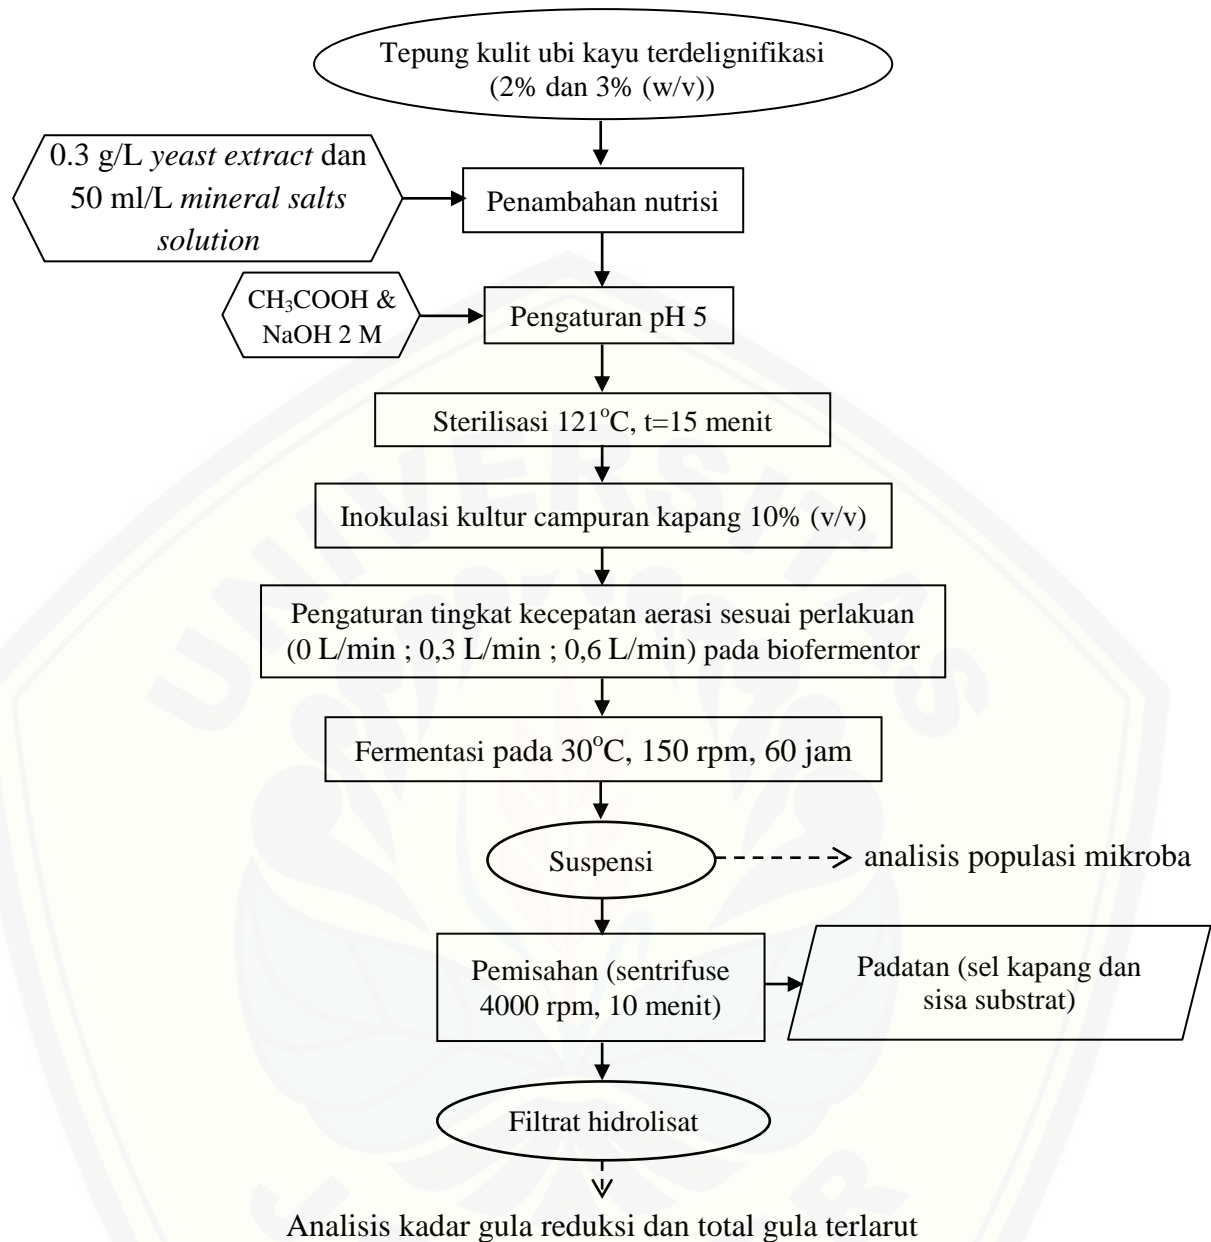 Tepung kulit ubi kayu terdelignifikasi
(2% dan 3% (w/v))
0.3 g/L yeast extract dan
50 ml/L mineral salts
solution
Penambahan nutrisi
CH₃COOH &
NaOH 2 M
Pengaturan pH 5
Sterilisasi 121°C, t=15 menit
Inokulasi kultur campuran kapang 10% (v/v)
Pengaturan tingkat kecepatan aerasi sesuai perlakuan
(0 L/min ; 0,3 L/min ; 0,6 L/min) pada biofermentor
Fermentasi pada 30°C, 150 rpm, 60 jam
Suspensi
analisis populasi mikroba
Pemisahan (sentrifuse
4000 rpm, 10 menit)
Padatan (sel kapang dan
sisa substrat)
Filtrat hidrolisat
Analisis kadar gula reduksi dan total gula terlarut
UNIVERSITAS